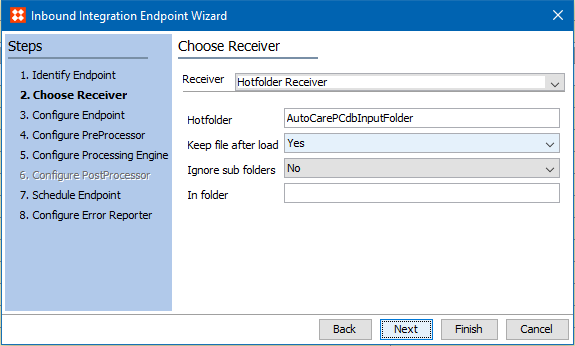 Inbound Integration Endpoint Wizard
Steps
1. Identify Endpoint
2. Choose Receiver
3. Configure Endpoint
4. Configure PreProcessor
5. Configure Processing Engine
6. Configure PostProcessor
7. Schedule Endpoint
8. Configure Error Reporter
Choose Receiver
Receiver Hotfolder Receiver
Hotfolder AutoCarePCdbInputFolder
Keep file after load Yes
Ignore sub folders No
In folder
Back Next Finish Cancel